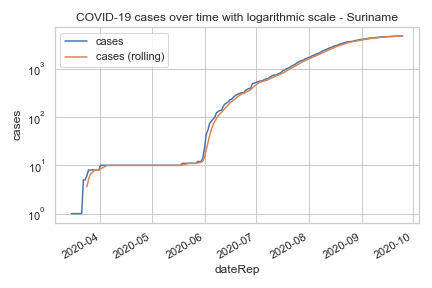 COVID-19 cases over time with logarithmic scale - Suriname
cases
cases (rolling)
10³
10²
10¹
10⁰
cases
2020-04
2020-05
2020-06
2020-07
2020-08
2020-09
2020-10
dateRep